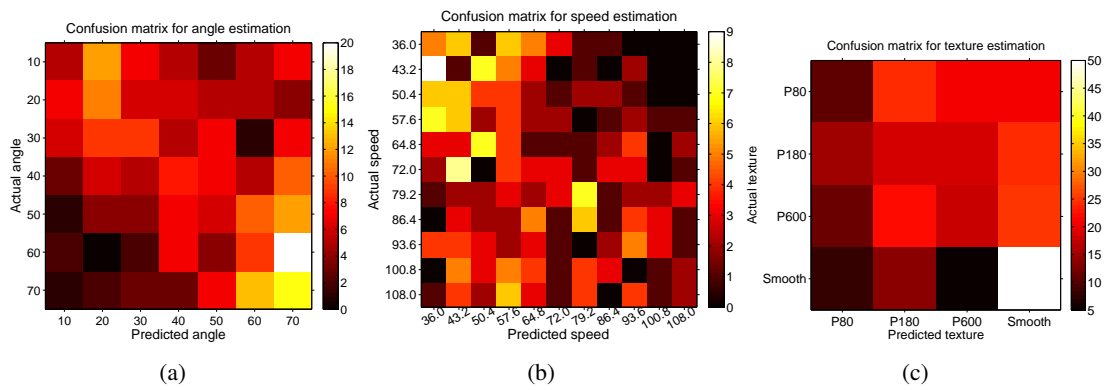 Confusion matrix for angle estimation
Actual angle
10
20
30
40
50
60
70
10 20 30 40 50 60 70
Predicted angle
20
18
16
14
12
10
8
6
4
2
0
(a)
Confusion matrix for speed estimation
Actual speed
36.0
43.2
50.4
57.6
64.8
72.0
79.2
86.4
93.6
100.8
108.0
36.0 43.2 50.4 57.6 64.8 72.0 79.2 86.4 93.6 100.8 108.0
Predicted speed
9
8
7
6
5
4
3
2
1
0
(b)
Confusion matrix for texture estimation
Actual texture
P80
P180
P600
Smooth
P80 P180 P600 Smooth
Predicted texture
50
45
40
35
30
25
20
15
10
5
(c)